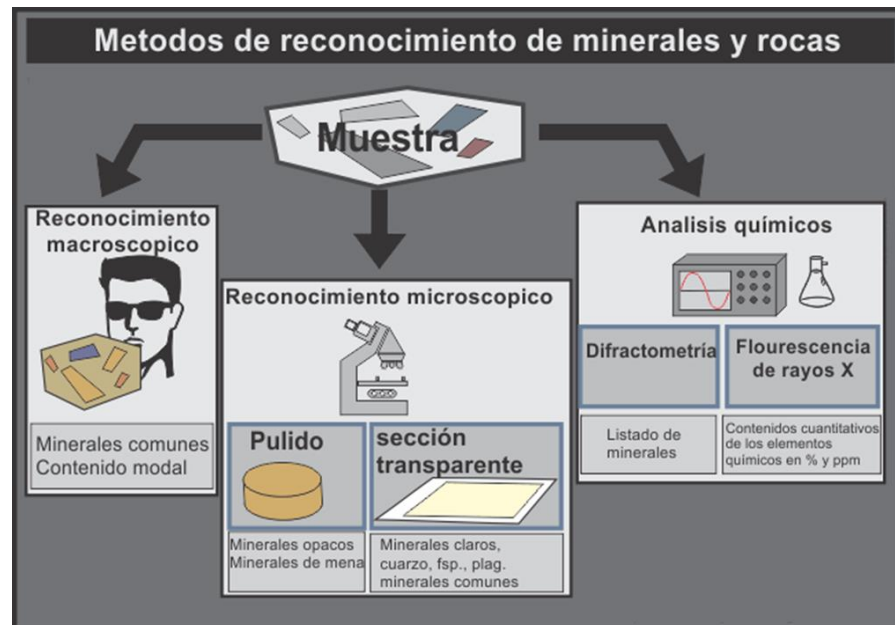 Metodos de reconocimiento de minerales y rocas
Muestra
Reconocimiento
macroscopico
Minerales comunes
Contenido modal
Reconocimiento microscopico
Pulido
Minerales opacos
Minerales de mena
sección
transparente
Minerales claros,
cuarzo, fsp., plag.
minerales comunes
Analisis químicos
Difractometría
Listado de
minerales
Flourescencia
de rayos X
Contenidos cuantitativos
de los elementos
químicos en % y ppm